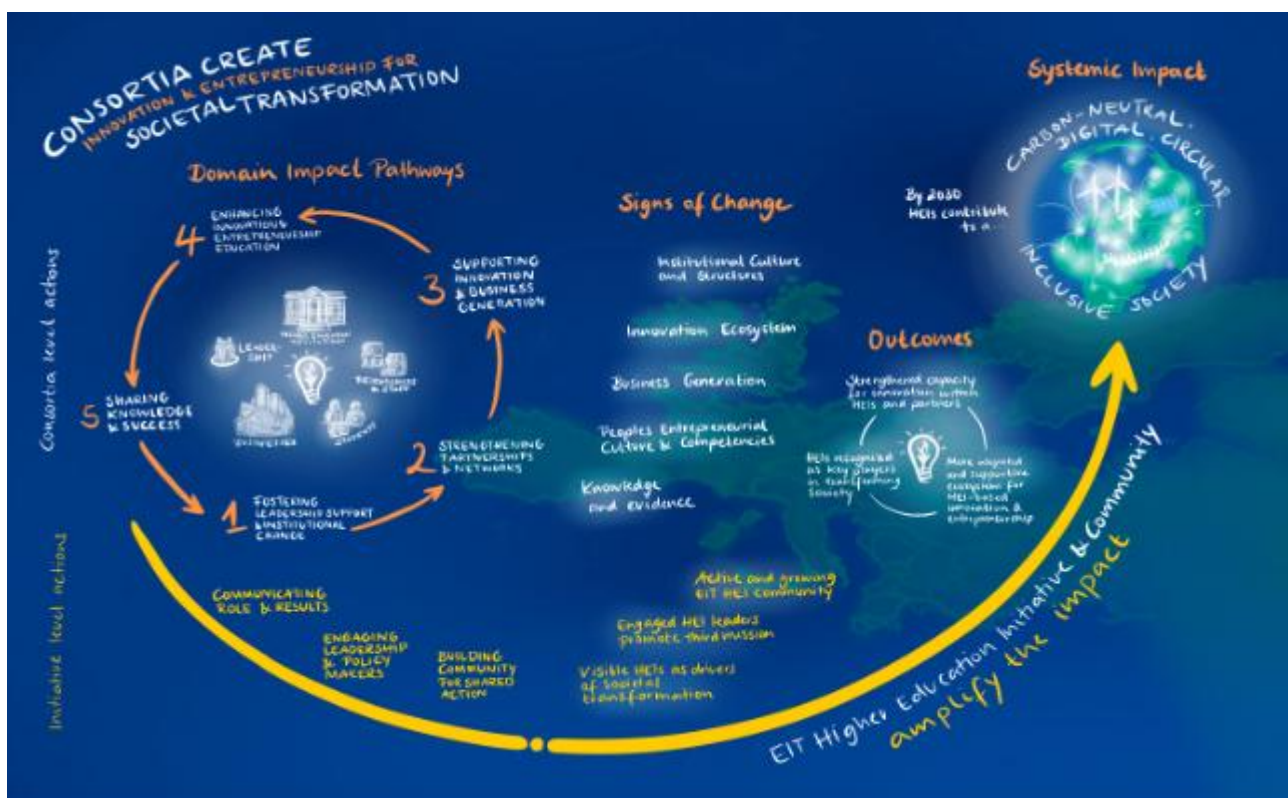 CONSORTIA CREATE
INNOVATION & ENTREPRENEURSHIP FOR
SOCIETAL TRANSFORMATION
Domain Impact Pathways
4
ENHANCING
INNOVATIONS
ENTREPRENEURSHIP
EDUCATION
3
SUPPORTING
INNOVATION
& BUSINESS
GENERATION
LEADER-
SHIP
STUDENTS
5
SHARING
KNOWLEDGE
& SUCCESS
2
STRENGTHENING
PARTNERSHIPS
& NETWORKS
1
FOSTERING
LEADERSHIP SUPPORT
& INSTITUTIONAL
CHANGE
Consortia level actions
Initiative level actions
COMMUNICATING
ROLE & RESULTS
ENGAGING
LEADERSHIP
& POLICY
MAKERS
BUILDING
COMMUNITY
FOR SHARED
ACTION
Signs of Change
Institutional Culture
and Structures
Innovation Ecosystem
Business Generation
Peoples Entrepreneurial
Culture & Competencies
Knowledge
and evidence
Active and growing
EIT HEI community
Engaged HEI leaders
promote third mission
Visible HEIs as drivers
of societal
transformation
Outcomes
Strengthened capacity
for innovation within
HEIs and partners
HEIs recognised
as key players
in transforming
society
More integrated
and supportive
ecosystem for
HEI-based
innovation &
entrepreneurship
Systemic Impact
By 2030
HEIs contribute
to a...
CARBON-NEUTRAL,
DIGITAL, CIRCULAR
INCLUSIVE SOCIETY
EIT Higher Education Initiative & Community
amplify the impact